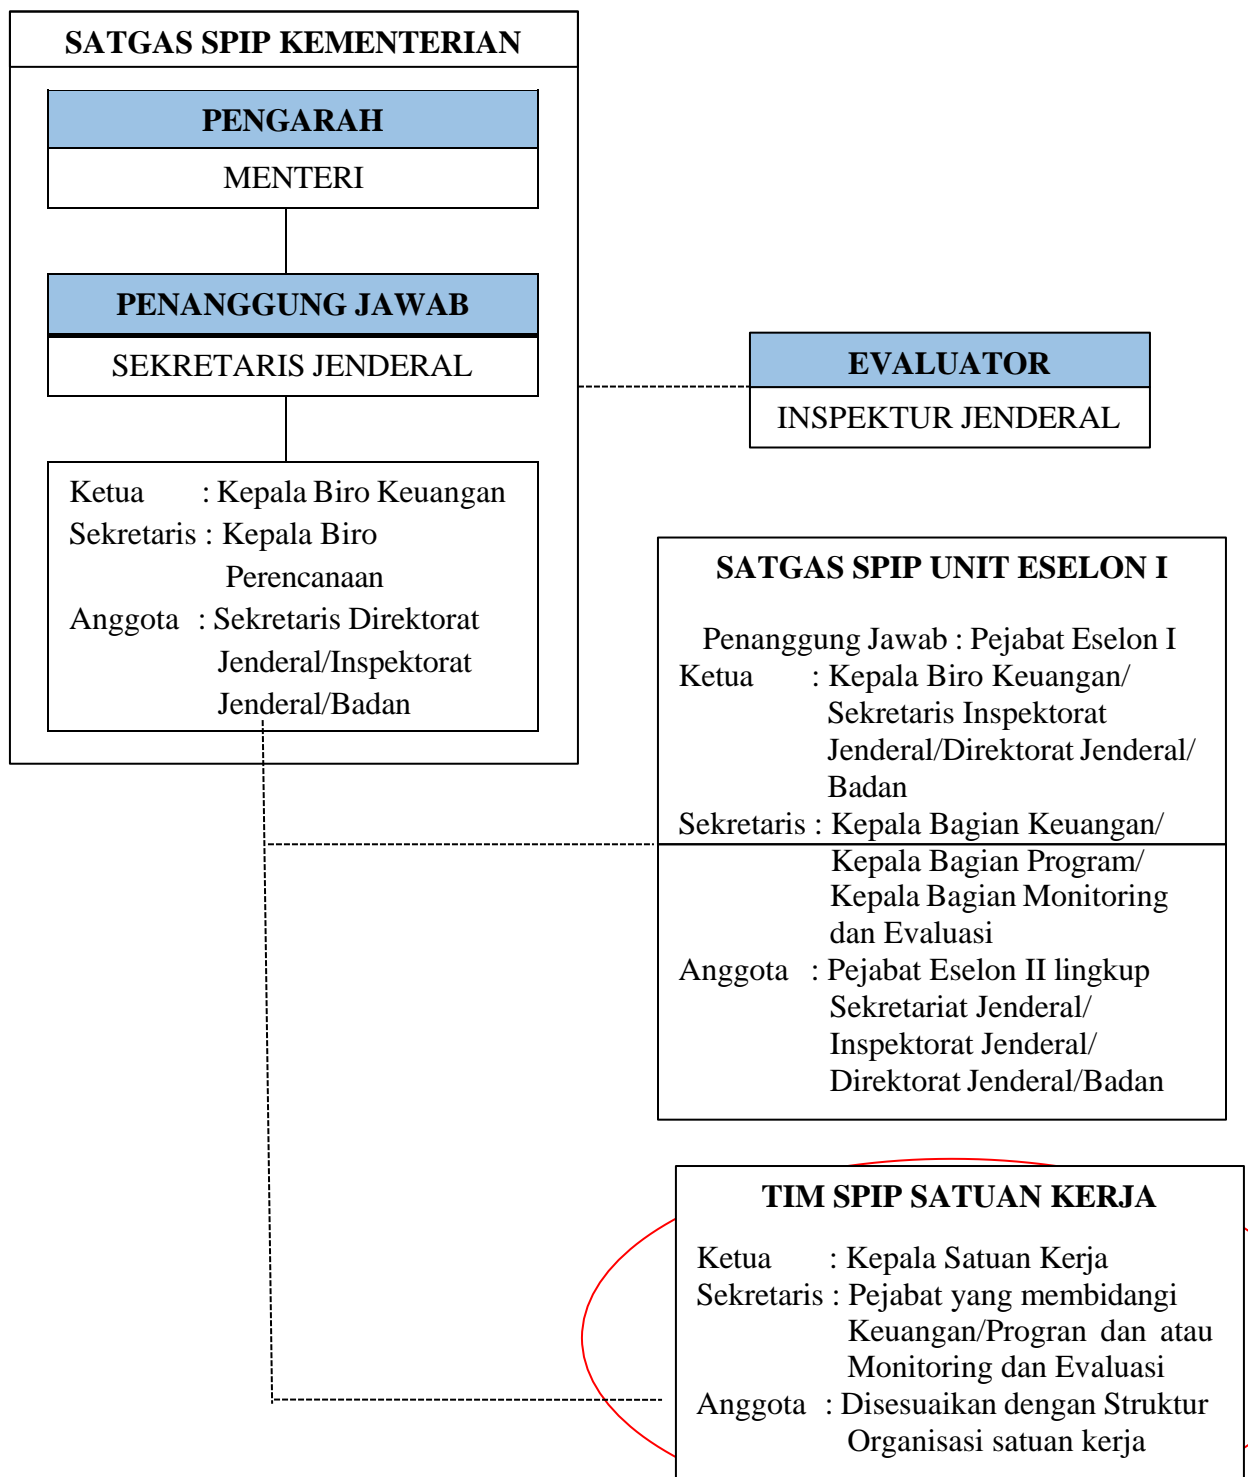 SATGAS SPIP KEMENTERIAN
PENGARAH
MENTERI
PENANGGUNG JAWAB
SEKRETARIS JENDERAL
Ketua : Kepala Biro Keuangan
Sekretaris : Kepala Biro
Perencanaan
Anggota : Sekretaris Direktorat
Jenderal/Inspektorat
Jenderal/Badan
EVALUATOR
INSPEKTUR JENDERAL
SATGAS SPIP UNIT ESELON I
Penanggung Jawab : Pejabat Eselon I
Ketua : Kepala Biro Keuangan/
Sekretaris Inspektorat
Jenderal/Direktorat Jenderal/
Badan
Sekretaris : Kepala Bagian Keuangan/
Kepala Bagian Program/
Kepala Bagian Monitoring
dan Evaluasi
Anggota : Pejabat Eselon II lingkup
Sekretariat Jenderal/
Inspektorat Jenderal/
Direktorat Jenderal/Badan
TIM SPIP SATUAN KERJA
Ketua : Kepala Satuan Kerja
Sekretaris : Pejabat yang membidangi
Keuangan/Progran dan atau
Monitoring dan Evaluasi
Anggota : Disesuaikan dengan Struktur
Organisasi satuan kerja